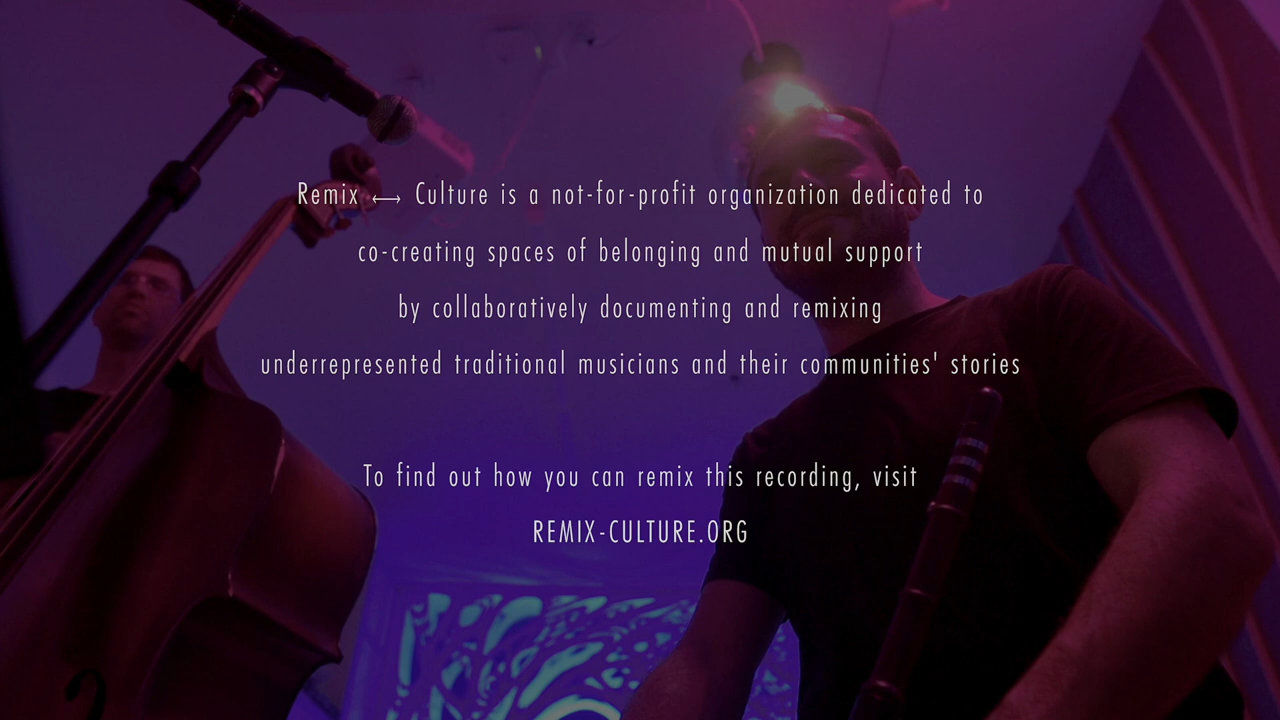 Remix ⟷ Culture is a not-for-profit organization dedicated to
co-creating spaces of belonging and mutual support
by collaboratively documenting and remixing
underrepresented traditional musicians and their communities' stories
To find out how you can remix this recording, visit
REMIX-CULTURE.ORG